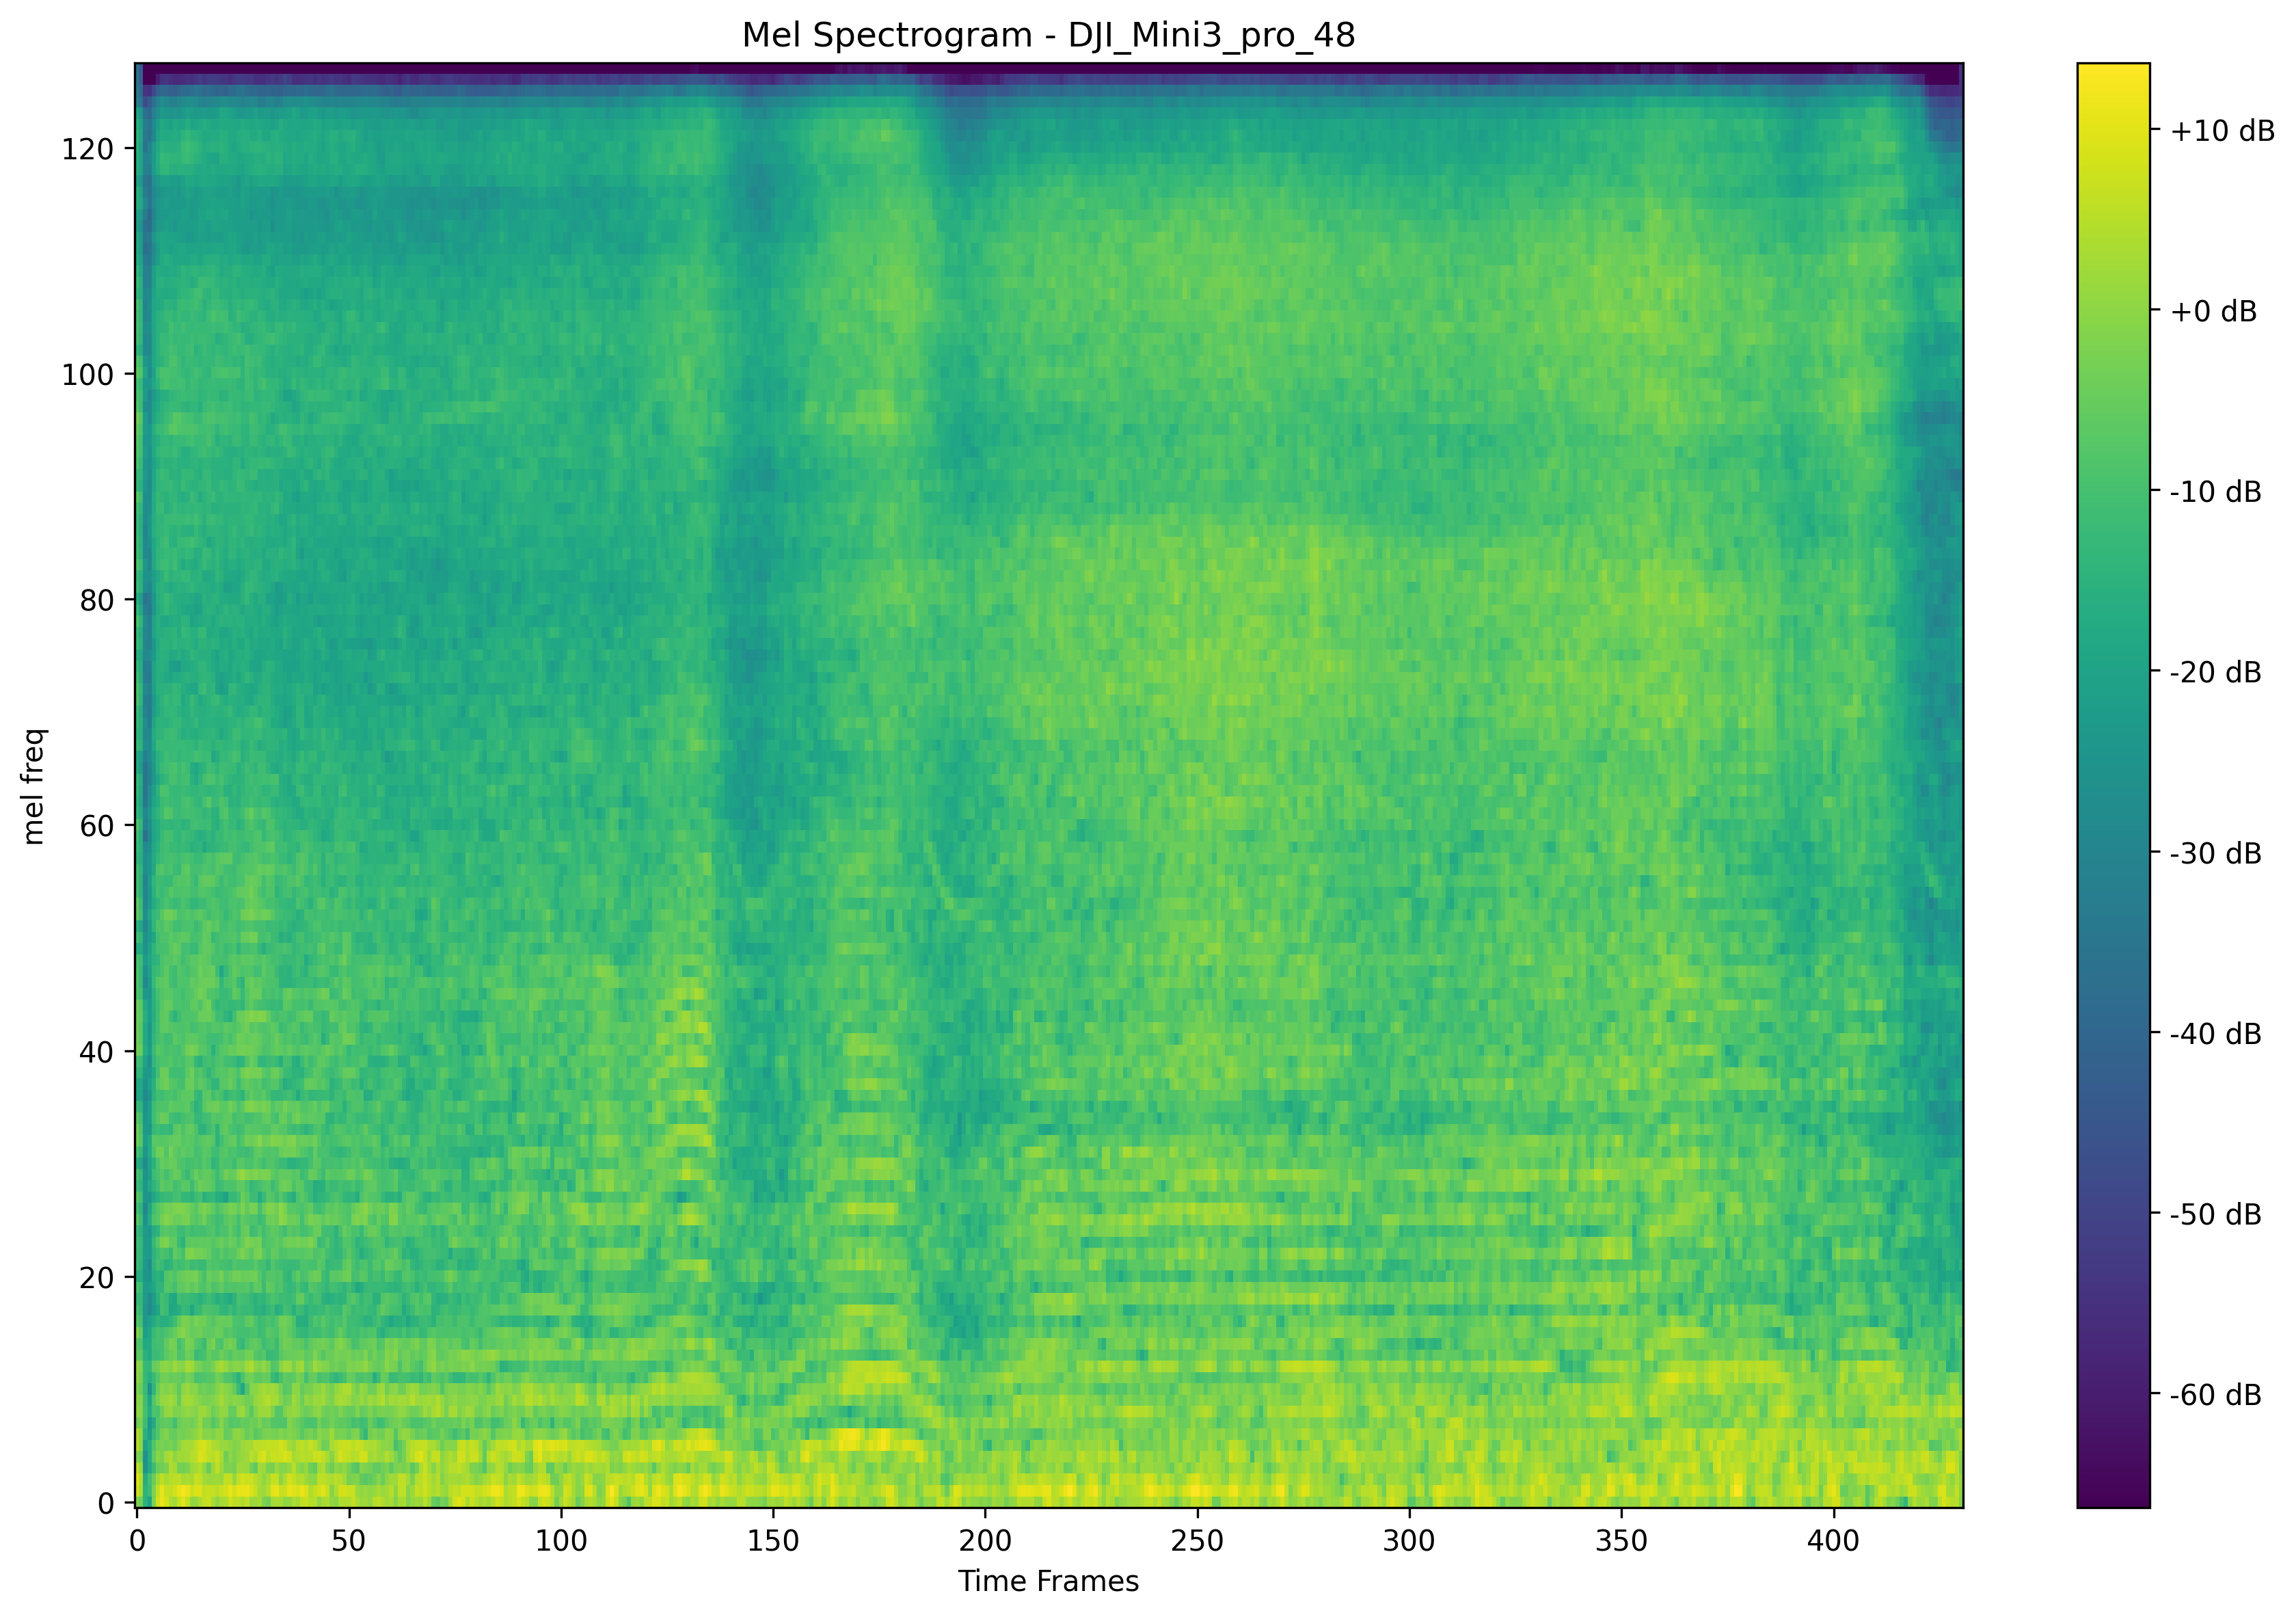 Mel Spectrogram - DJI_Mini3_pro_48
120
100
80
60
40
20
0
mel freq
0 50 100 150 200 250 300 350 400
Time Frames
+10 dB
+0 dB
-10 dB
-20 dB
-30 dB
-40 dB
-50 dB
-60 dB